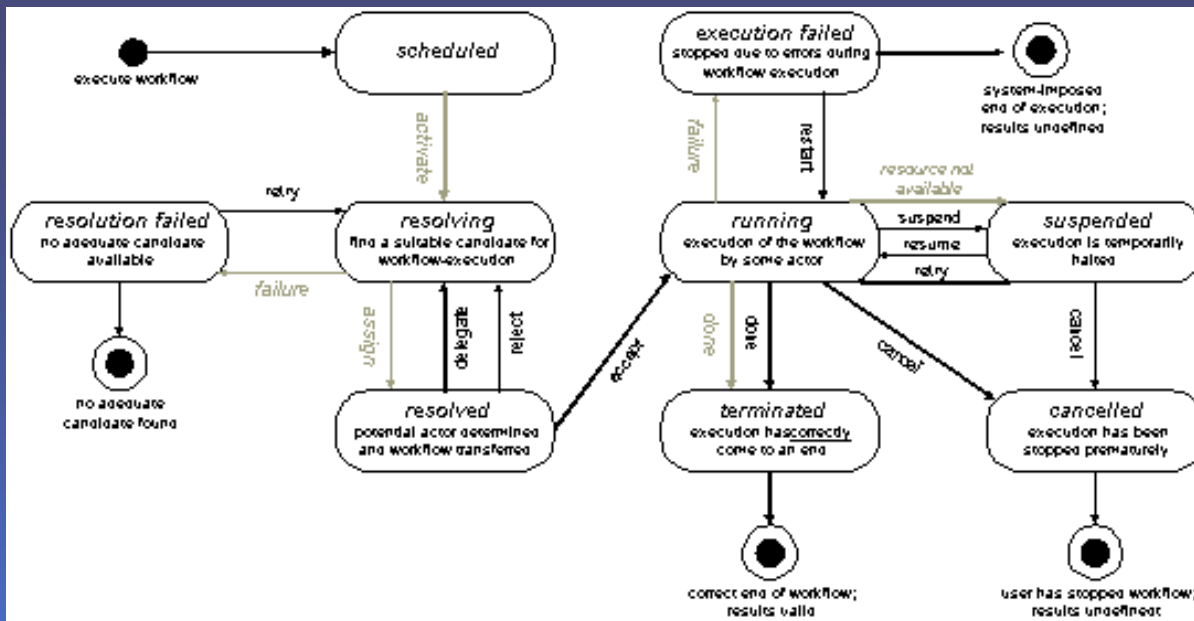 execute workflow
scheduled
execution failed
stopped due to errors during
workflow execution
system-imposed
end of execution;
results undefined
activate
failure
restart
resource not
available
retry
resolution failed
no adequate candidate
available
resolving
find a suitable candidate for
workflow-execution
running
execution of the workflow
by some actor
suspend
resume
retry
suspended
execution is temporarily
halted
failure
assign
delegate
reject
accept
done
done
cancel
cancel
no adequate
candidate found
resolved
potential actor determined
and workflow transferred
terminated
execution has correctly
come to an end
cancelled
execution has been
stopped prematurely
correct end of workflow;
results valid
user has stopped workflow;
results undefineat